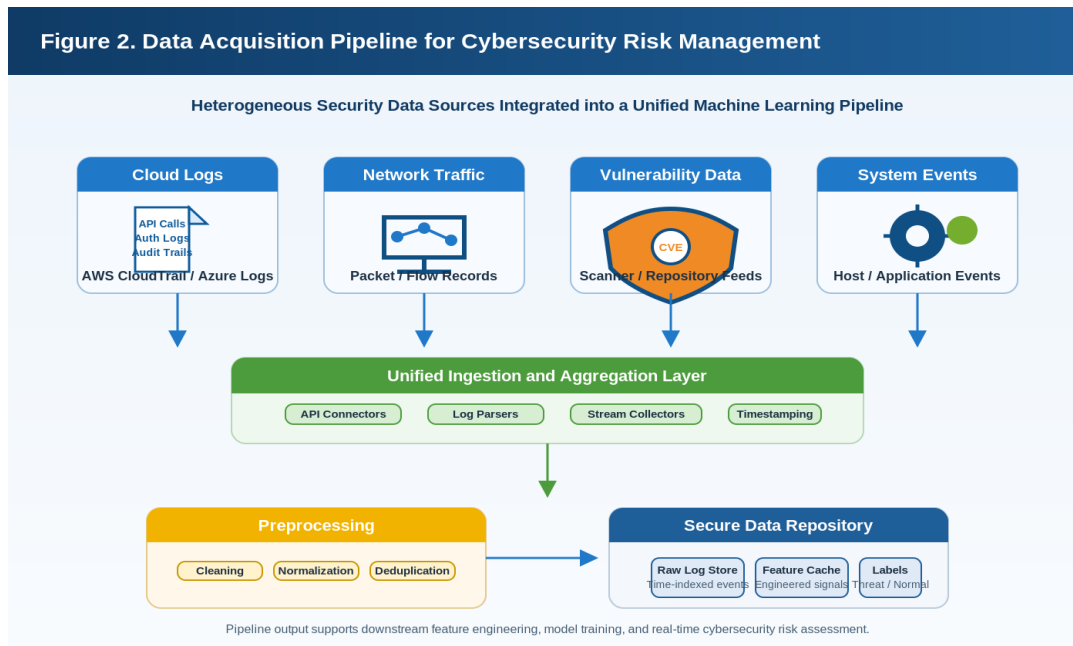 Figure 2. Data Acquisition Pipeline for Cybersecurity Risk Management
Heterogeneous Security Data Sources Integrated into a Unified Machine Learning Pipeline
Cloud Logs
API Calls
Auth Logs
Audit Trails
AWS CloudTrail / Azure Logs
Network Traffic
Packet / Flow Records
Vulnerability Data
CVE
Scanner / Repository Feeds
System Events
Host / Application Events
Unified Ingestion and Aggregation Layer
API Connectors
Log Parsers
Stream Collectors
Timestamping
Preprocessing
Cleaning
Normalization
Deduplication
Secure Data Repository
Raw Log Store
Time-indexed events
Feature Cache
Engineered signals
Labels
Threat / Normal
Pipeline output supports downstream feature engineering, model training, and real-time cybersecurity risk assessment.